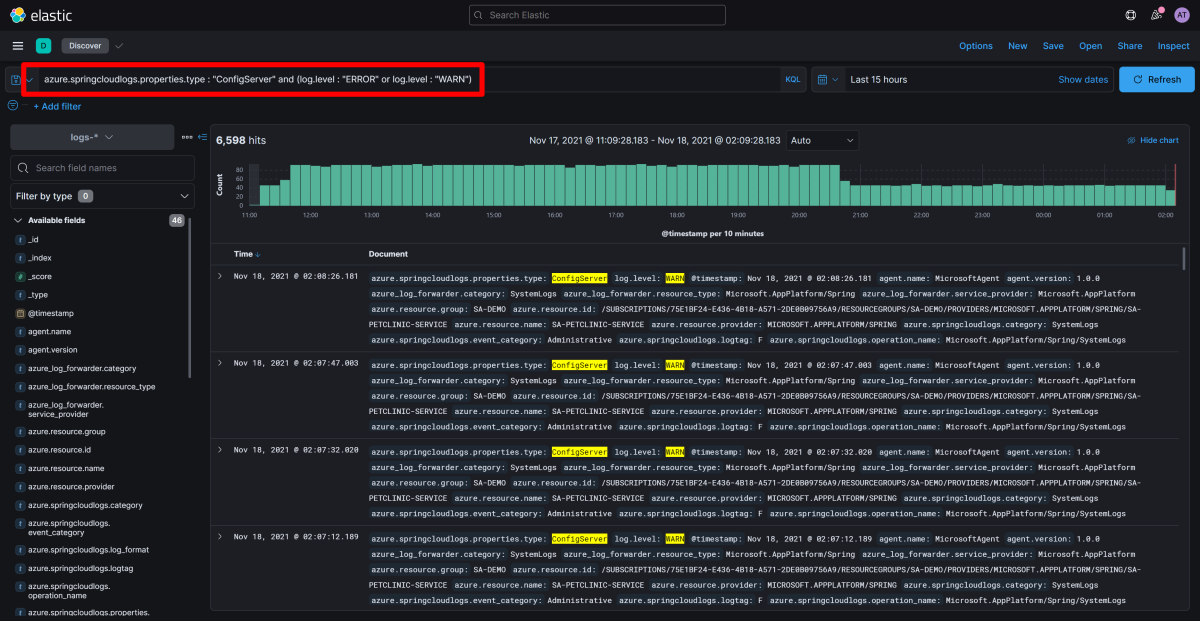 elastic
Search Elastic
AT
D
Discover
Options New Save Open Share Inspect
azure.springcloudlogs.properties.type : "ConfigServer" and (log.level : "ERROR" or log.level : "WARN")
KQL
Last 15 hours
Show dates
Refresh
+ Add filter
logs-*
Search field names
Filter by type 0
Available fields 46
t _id
t _index
# _score
t _type
@timestamp
t agent.name
t agent.version
t azure_log_forwarder.category
t azure_log_forwarder.resource_type
t azure_log_forwarder.
service_provider
t azure.resource.group
t azure.resource.id
t azure.resource.name
t azure.resource.provider
t azure.springcloudlogs.category
t azure.springcloudlogs.
event_category
t azure.springcloudlogs.log_format
t azure.springcloudlogs.logtag
t azure.springcloudlogs.
operation_name
t azure.springcloudlogs.properties.
6,598 hits
Nov 17, 2021 @ 11:09:28.183 - Nov 18, 2021 @ 02:09:28.183
Auto
Hide chart
Count
80
60
40
20
0
11:00 12:00 13:00 14:00 15:00 16:00 17:00 18:00 19:00 20:00 21:00 22:00 23:00 00:00 01:00 02:00
@timestamp per 10 minutes
Time ↓ Document
Nov 18, 2021 @ 02:08:26.181 azure.springcloudlogs.properties.type: ConfigServer log.level: WARN @timestamp: Nov 18, 2021 @ 02:08:26.181 agent.name: MicrosoftAgent agent.version: 1.0.0
azure_log_forwarder.category: SystemLogs azure_log_forwarder.resource_type: Microsoft.AppPlatform/Spring azure_log_forwarder.service_provider: Microsoft.AppPlatform
azure.resource.group: SA-DEMO azure.resource.id: /SUBSCRIPTIONS/75E1BF24-E436-4B18-A571-2DE0B09756A9/RESOURCEGROUPS/SA-DEMO/PROVIDERS/MICROSOFT.APPPLATFORM/SPRING/SA-
PETCLINIC-SERVICE azure.resource.name: SA-PETCLINIC-SERVICE azure.resource.provider: MICROSOFT.APPPLATFORM/SPRING azure.springcloudlogs.category: SystemLogs
azure.springcloudlogs.event_category: Administrative azure.springcloudlogs.logtag: F azure.springcloudlogs.operation_name: Microsoft.AppPlatform/Spring/SystemLogs
Nov 18, 2021 @ 02:07:47.003 azure.springcloudlogs.properties.type: ConfigServer log.level: WARN @timestamp: Nov 18, 2021 @ 02:07:47.003 agent.name: MicrosoftAgent agent.version: 1.0.0
azure_log_forwarder.category: SystemLogs azure_log_forwarder.resource_type: Microsoft.AppPlatform/Spring azure_log_forwarder.service_provider: Microsoft.AppPlatform
azure.resource.group: SA-DEMO azure.resource.id: /SUBSCRIPTIONS/75E1BF24-E436-4B18-A571-2DE0B09756A9/RESOURCEGROUPS/SA-DEMO/PROVIDERS/MICROSOFT.APPPLATFORM/SPRING/SA-
PETCLINIC-SERVICE azure.resource.name: SA-PETCLINIC-SERVICE azure.resource.provider: MICROSOFT.APPPLATFORM/SPRING azure.springcloudlogs.category: SystemLogs
azure.springcloudlogs.event_category: Administrative azure.springcloudlogs.logtag: F azure.springcloudlogs.operation_name: Microsoft.AppPlatform/Spring/SystemLogs
Nov 18, 2021 @ 02:07:32.020 azure.springcloudlogs.properties.type: ConfigServer log.level: WARN @timestamp: Nov 18, 2021 @ 02:07:32.020 agent.name: MicrosoftAgent agent.version: 1.0.0
azure_log_forwarder.category: SystemLogs azure_log_forwarder.resource_type: Microsoft.AppPlatform/Spring azure_log_forwarder.service_provider: Microsoft.AppPlatform
azure.resource.group: SA-DEMO azure.resource.id: /SUBSCRIPTIONS/75E1BF24-E436-4B18-A571-2DE0B09756A9/RESOURCEGROUPS/SA-DEMO/PROVIDERS/MICROSOFT.APPPLATFORM/SPRING/SA-
PETCLINIC-SERVICE azure.resource.name: SA-PETCLINIC-SERVICE azure.resource.provider: MICROSOFT.APPPLATFORM/SPRING azure.springcloudlogs.category: SystemLogs
azure.springcloudlogs.event_category: Administrative azure.springcloudlogs.logtag: F azure.springcloudlogs.operation_name: Microsoft.AppPlatform/Spring/SystemLogs
Nov 18, 2021 @ 02:07:12.189 azure.springcloudlogs.properties.type: ConfigServer log.level: WARN @timestamp: Nov 18, 2021 @ 02:07:12.189 agent.name: MicrosoftAgent agent.version: 1.0.0
azure_log_forwarder.category: SystemLogs azure_log_forwarder.resource_type: Microsoft.AppPlatform/Spring azure_log_forwarder.service_provider: Microsoft.AppPlatform
azure.resource.group: SA-DEMO azure.resource.id: /SUBSCRIPTIONS/75E1BF24-E436-4B18-A571-2DE0B09756A9/RESOURCEGROUPS/SA-DEMO/PROVIDERS/MICROSOFT.APPPLATFORM/SPRING/SA-
PETCLINIC-SERVICE azure.resource.name: SA-PETCLINIC-SERVICE azure.resource.provider: MICROSOFT.APPPLATFORM/SPRING azure.springcloudlogs.category: SystemLogs
azure.springcloudlogs.event_category: Administrative azure.springcloudlogs.logtag: F azure.springcloudlogs.operation_name: Microsoft.AppPlatform/Spring/SystemLogs